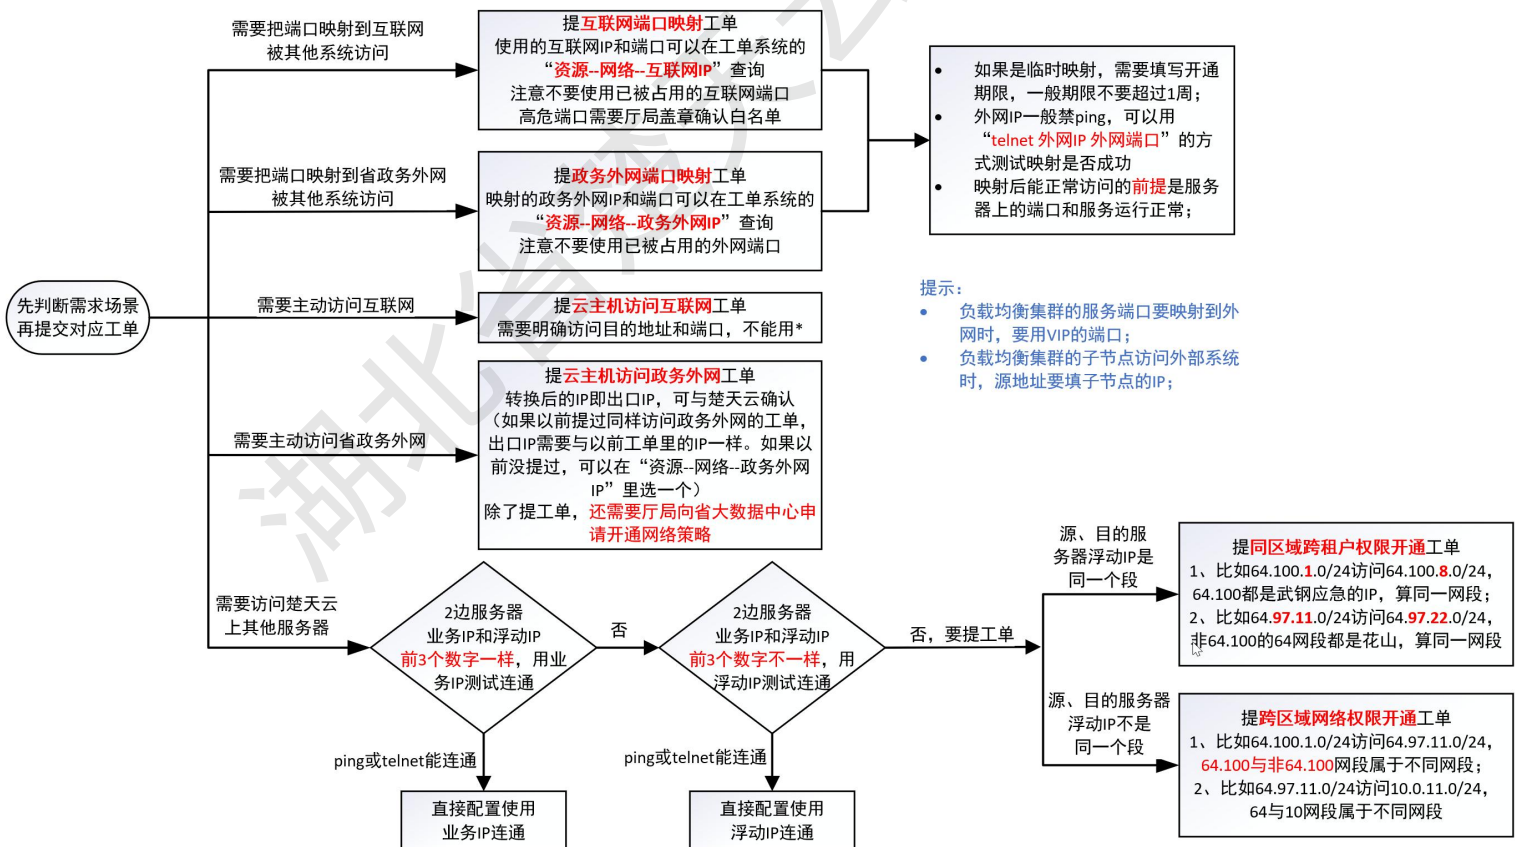 先判断需求场景
再提交对应工单
需要把端口映射到互联网
被其他系统访问
提互联网端口映射工单
使用的互联网IP和端口可以在工单系统的
“资源--网络--互联网IP”查询
注意不要使用已被占用的互联网端口
高危端口需要厅局盖章确认白名单
需要把端口映射到省政务外网
被其他系统访问
提政务外网端口映射工单
映射的政务外网IP和端口可以在工单系统的
“资源--网络--政务外网IP”查询
注意不要使用已被占用的外网端口
• 如果是临时映射，需要填写开通
期限，一般期限不要超过1周；
• 外网IP一般禁ping，可以用
“telnet 外网IP 外网端口”的方
式测试映射是否成功
• 映射后能正常访问的前提是服务
器上的端口和服务运行正常；
需要主动访问互联网
提云主机访问互联网工单
需要明确访问目的地址和端口，不能用*
提示：
• 负载均衡集群的服务端口要映射到外
网时，要用VIP的端口；
• 负载均衡集群的子节点访问外部系统
时，源地址要填子节点的IP；
需要主动访问省政务外网
提云主机访问政务外网工单
转换后的IP即出口IP，可与楚天云确认
（如果以前提过同样访问政务外网的工单，
出口IP需要与以前工单里的IP一样。如果以
前没提过，可以在“资源--网络--政务外网
IP”里选一个）
除了提工单，还需要厅局向省大数据中心申
请开通网络策略
需要访问楚天云
上其他服务器
2边服务器
业务IP和浮动IP
前3个数字一样，用业
务IP测试连通
否
2边服务器
业务IP和浮动IP
前3个数字不一样，用
浮动IP测试连通
否，要提工单
ping或telnet能连通
直接配置使用
业务IP连通
ping或telnet能连通
直接配置使用
浮动IP连通
源、目的服
务器浮动IP是
同一个段
提同区域跨租户权限开通工单
1、比如64.100.1.0/24访问64.100.8.0/24，
64.100都是武钢应急的IP，算同一网段；
2、比如64.97.11.0/24访问64.97.22.0/24，
非64.100的64网段都是花山，算同一网段
源、目的服务器
浮动IP不是
同一个段
提跨区域网络权限开通工单
1、比如64.100.1.0/24访问64.97.11.0/24，
64.100与非64.100网段属于不同网段；
2、比如64.97.11.0/24访问10.0.11.0/24，
64与10网段属于不同网段
湖北省楚天云